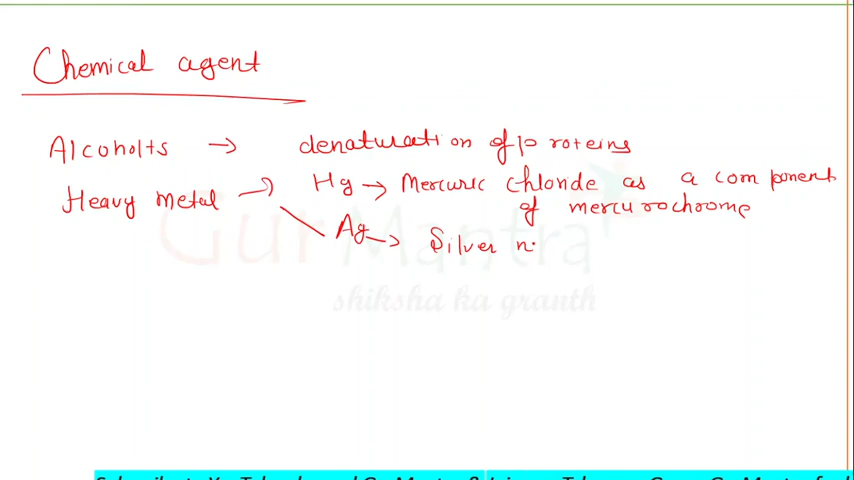 Chemical agent
Alcoholts → denaturation of proteins
Heavy metal → Hg → Mercuric chloride as a component
of mercurochrome
Ag → Silver n
GurMantra
shiksha ka granth